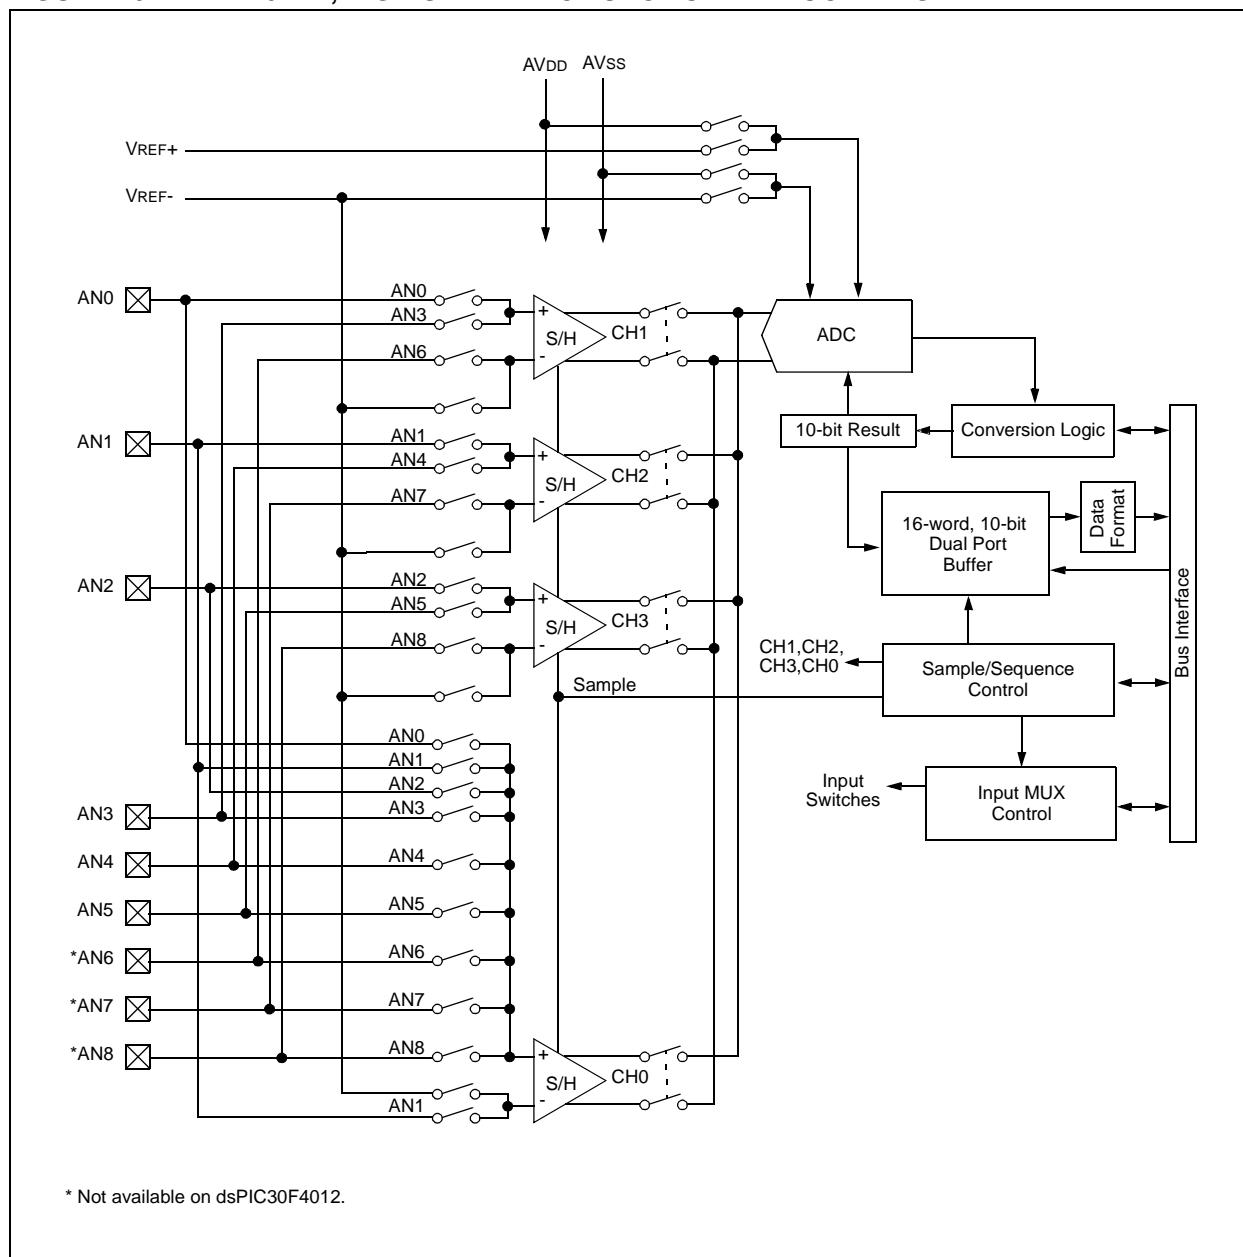 AVDD AVSS
VREF+
VREF-
AN0
AN0
AN3
AN6
+
-
S/H
CH1
ADC
AN1
AN1
AN4
AN7
+
-
S/H
CH2
10-bit Result
Conversion Logic
AN2
AN2
AN5
AN8
+
-
S/H
CH3
16-word, 10-bit
Dual Port
Buffer
Data
Format
Bus Interface
CH1,CH2,
CH3,CH0
Sample/Sequence
Control
Sample
Input
Switches
Input MUX
Control
AN0
AN1
AN2
AN3
AN3
AN4
AN4
AN5
AN5
*AN6
AN6
*AN7
AN7
*AN8
AN8
AN1
+
-
S/H
CH0
* Not available on dsPIC30F4012.